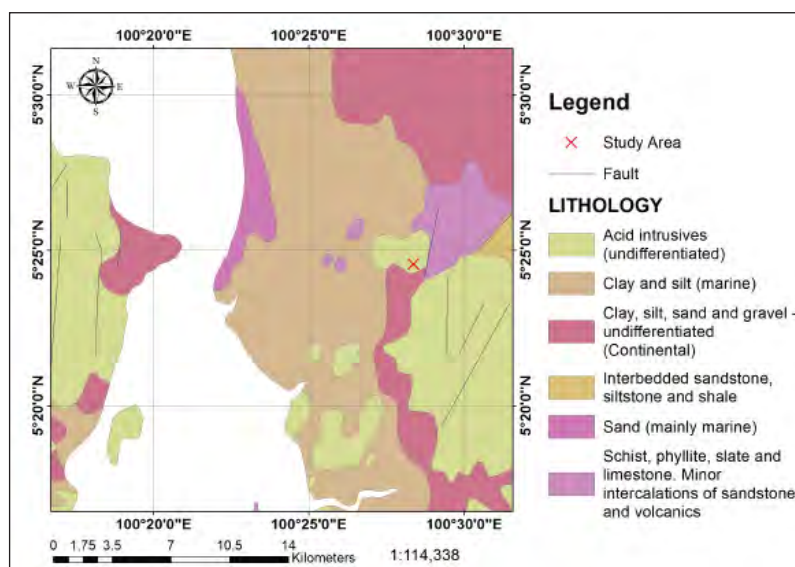 100°20'0"E 100°25'0"E 100°30'0"E
N
W E
S
5°30'0"N 5°30'0"N
5°25'0"N 5°25'0"N
5°20'0"N 5°20'0"N
100°20'0"E 100°25'0"E 100°30'0"E
Legend
Study Area
Fault
LITHOLOGY
Acid intrusives
(undifferentiated)
Clay and silt (marine)
Clay, silt, sand and gravel -
undifferentiated
(Continental)
Interbedded sandstone,
siltstone and shale
Sand (mainly marine)
Schist, phyllite, slate and
limestone. Minor
intercalations of sandstone
and volcanics
0 1.75 3.5 7 10.5 14
Kilometers
1:114,338